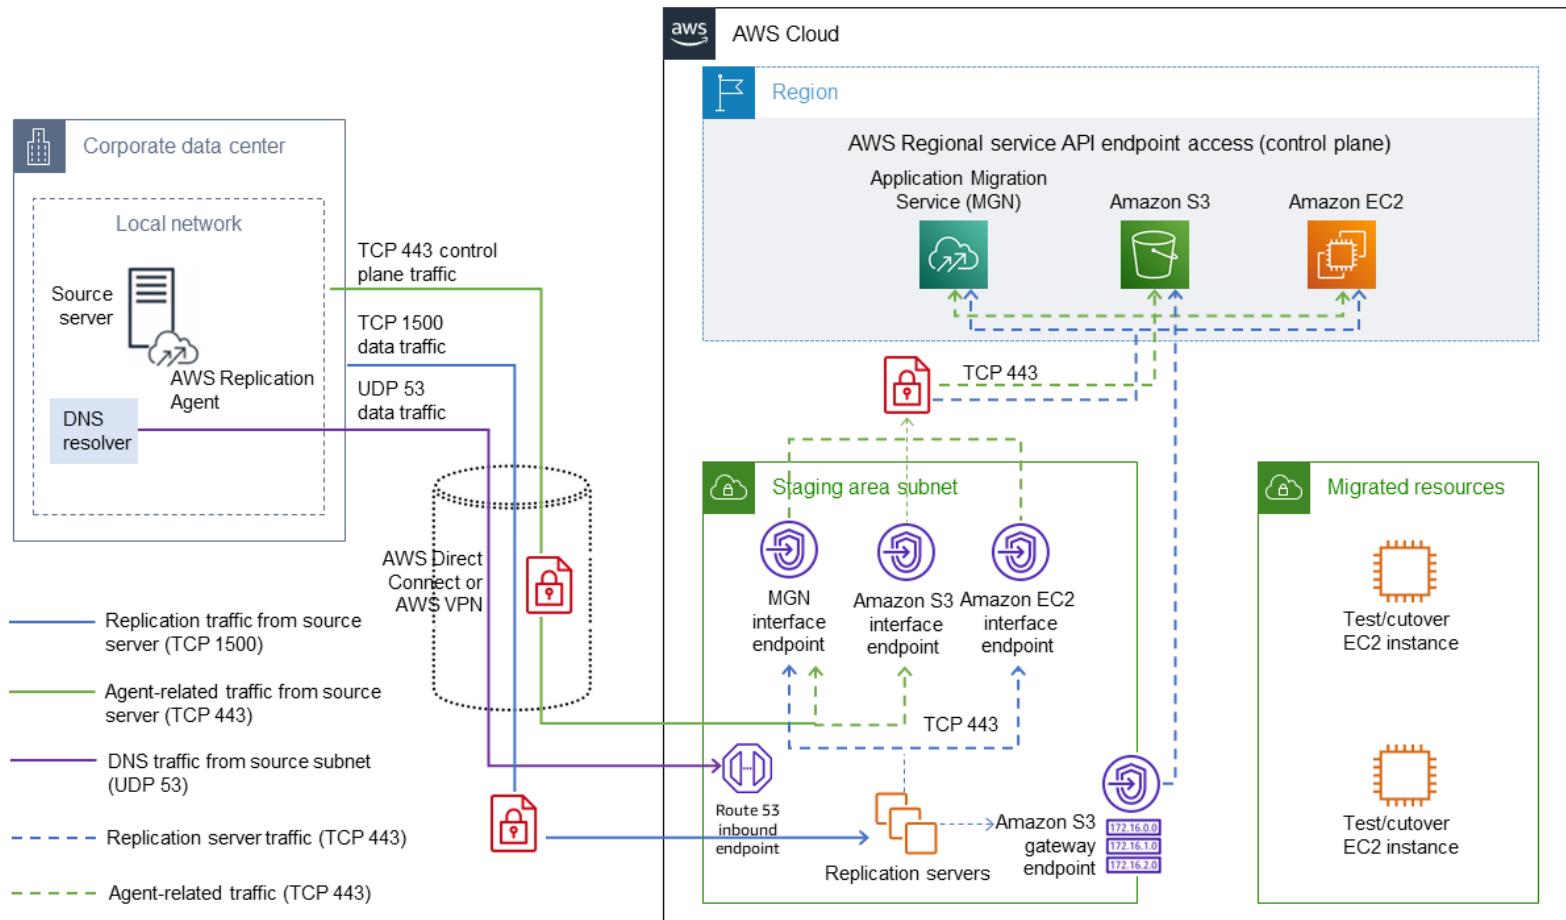 aws
AWS Cloud
Region
AWS Regional service API endpoint access (control plane)
Application Migration
Service (MGN)
Amazon S3
Amazon EC2
Corporate data center
Local network
Source
server
AWS Replication
Agent
DNS
resolver
TCP 443 control
plane traffic
TCP 1500
data traffic
UDP 53
data traffic
AWS Direct
Connect or
AWS VPN
TCP 443
Staging area subnet
MGN
interface
endpoint
Amazon S3
interface
endpoint
Amazon EC2
interface
endpoint
TCP 443
Route 53
inbound
endpoint
Replication servers
Amazon S3
gateway
endpoint
172.16.0.0
172.16.1.0
172.16.2.0
Migrated resources
Test/cutover
EC2 instance
Test/cutover
EC2 instance
Replication traffic from source
server (TCP 1500)
Agent-related traffic from source
server (TCP 443)
DNS traffic from source subnet
(UDP 53)
Replication server traffic (TCP 443)
Agent-related traffic (TCP 443)